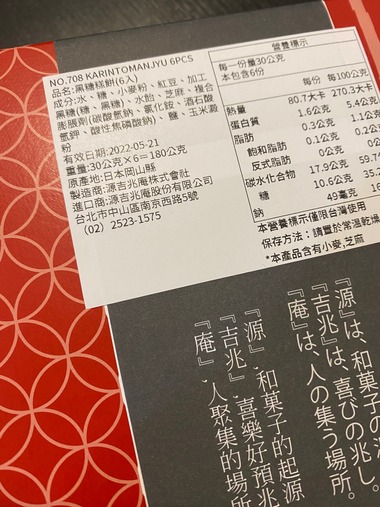 NO.708 KARINTOMANJYU 6PCS
品名:黑糖糕餅(6入)
成分:水、糖、小麥粉、紅豆、加工
黑糖(糖、黑糖)、水飴、芝麻、複合
膨脹劑(碳酸氫鈉、氯化銨、酒石酸
氫鉀、酸性焦磷酸鈉)、鹽、玉米澱
粉
有效日期:2022-05-21
重量:30公克X6=180公克
原產地:日本岡山縣
製造商:源吉兆庵株式會社
進口商:源吉兆庵股份有限公司
台北市中山區南京西路5號
(02) 2523-1575
營養標示
每一份量30公克
本包含6份
每份 每100公克
熱量 80.7大卡 270.3大卡
蛋白質 1.6公克 5.4公
脂肪 0.3公克 1.1公
飽和脂肪 0.1公克 0.2公
反式脂肪 0公克 0公
碳水化合物 17.9公克 59.7
糖 10.6公克 35.2
鈉 49毫克
本營養標示僅限台灣使用
保存方法：請置於常溫乾燥
*本產品含有小麥,芝麻
『源』は、和菓子の
『吉兆』は、喜びの兆し。
『庵』は、人の集う場所。
『源』:和菓子的起源
『吉兆』:喜樂好預兆
『庵』:人聚集的場所